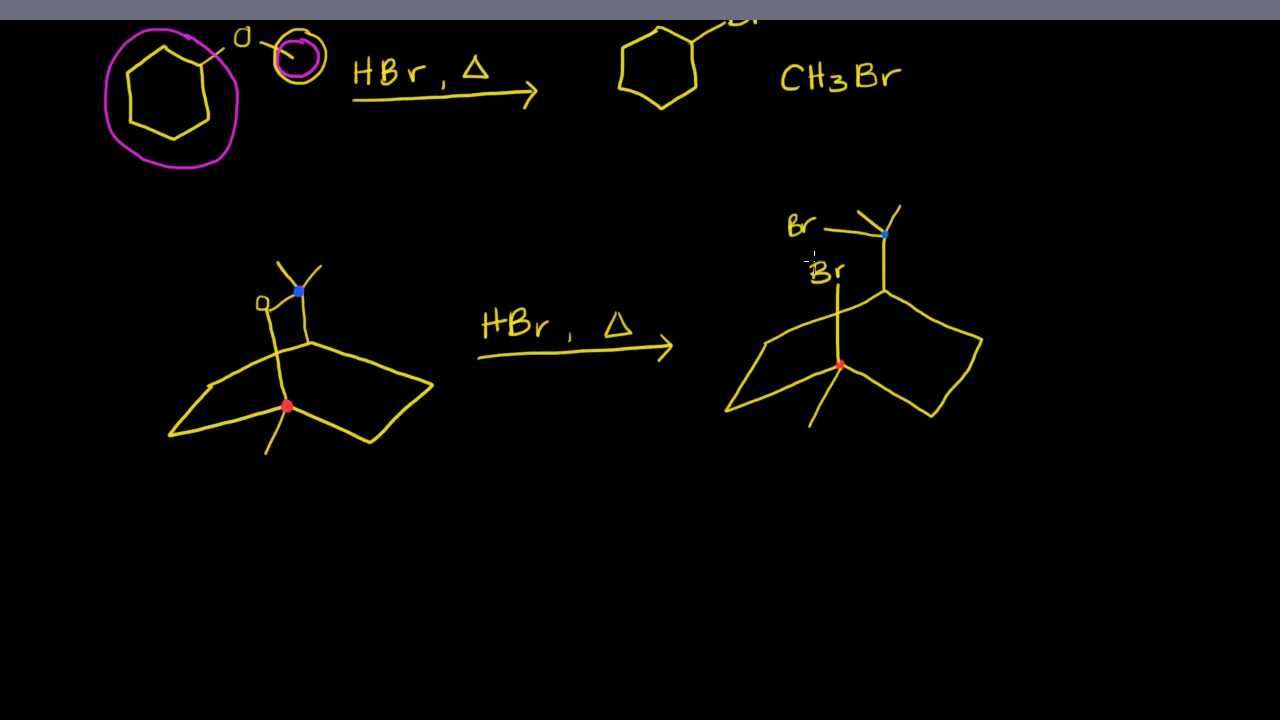 O
HBr, Δ
CH3Br
Br
Br
O
HBr, Δ